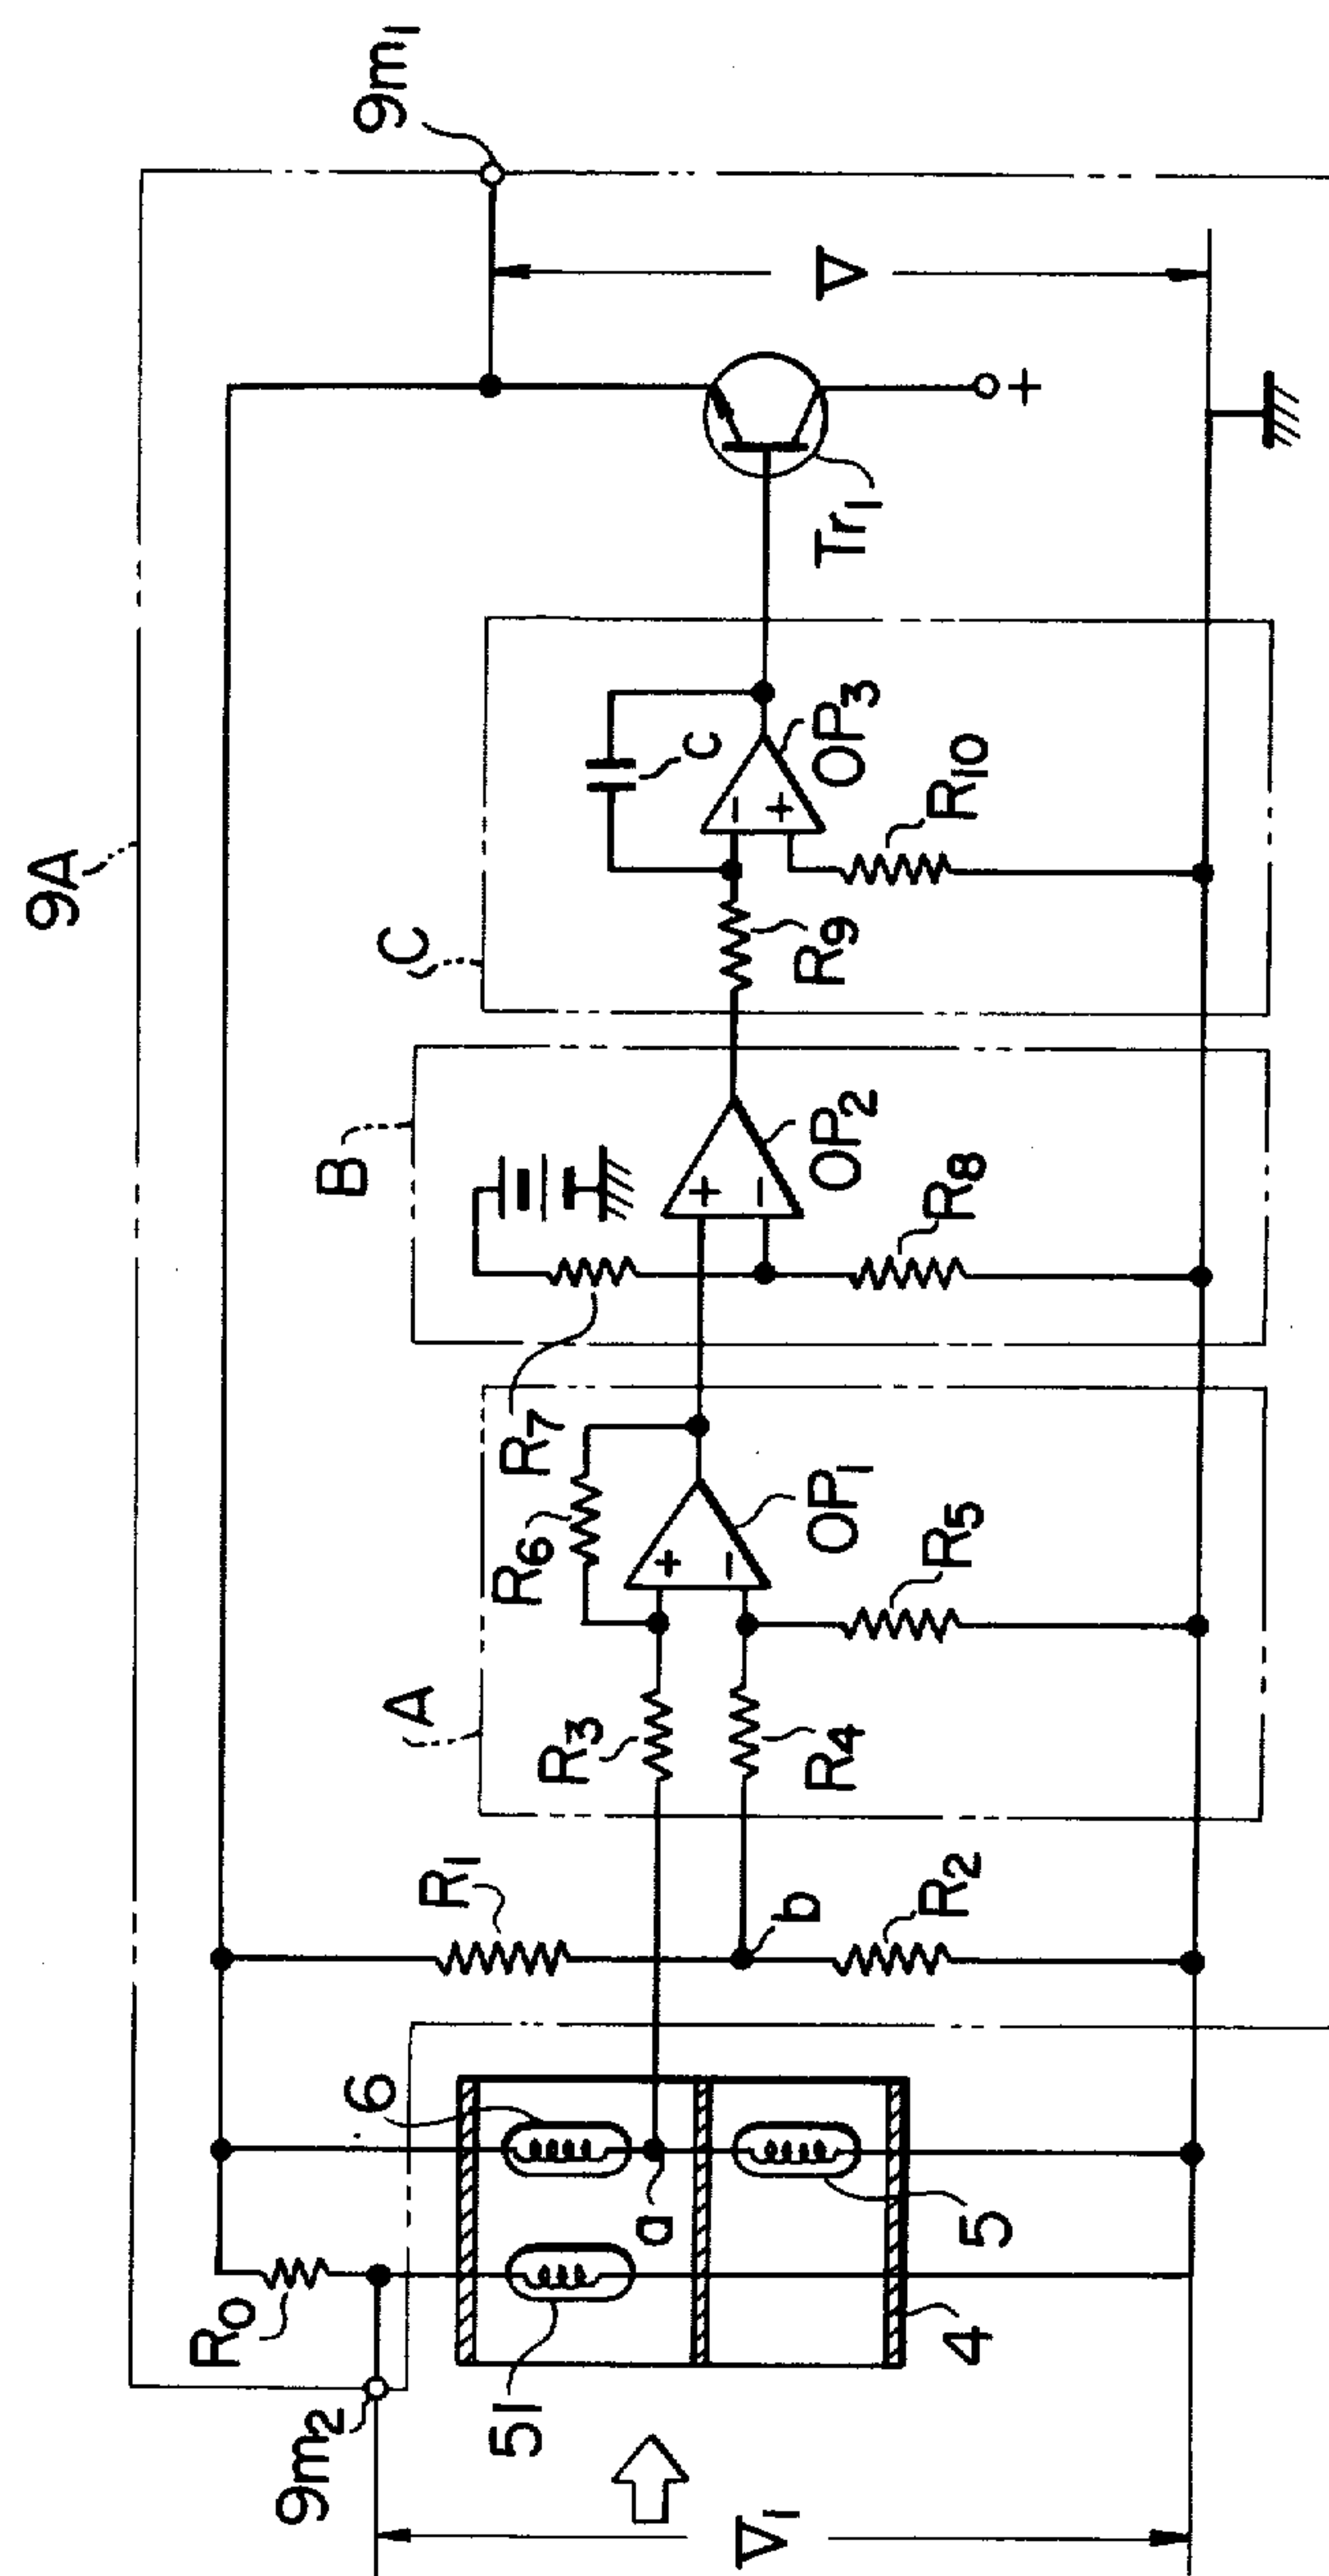 9A
9m₁
V
+
Tr₁
C
C
OP₃
+
−
R₁₀
R₉
B
OP₂
+
−
R₈
R₇
A
R₆
OP₁
+
−
R₅
R₃
R₄
R₁
b
R₂
6
a
5
51
4
R₀
9m₂
V₁